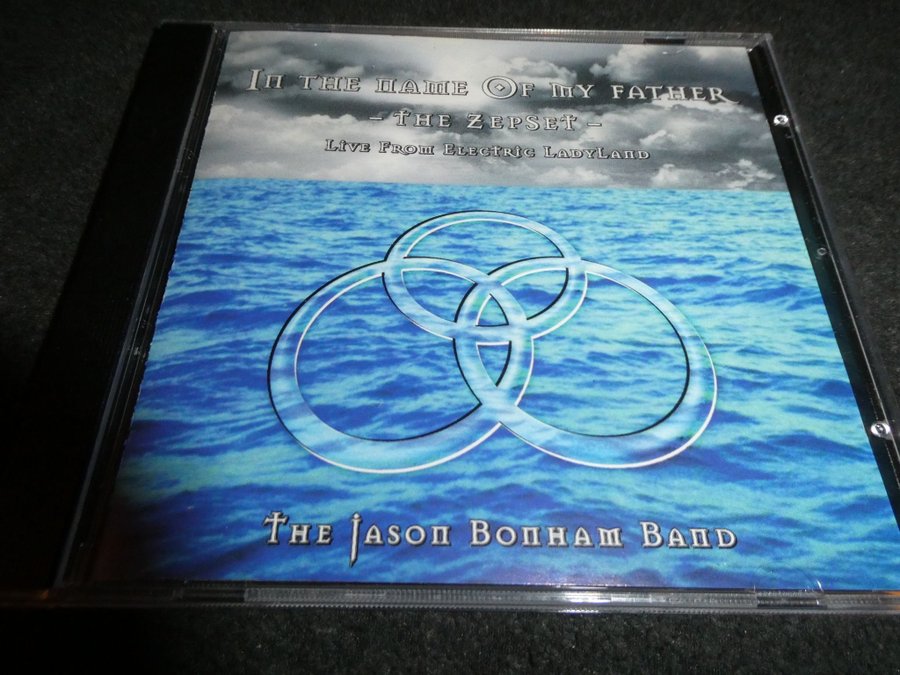 In the name Of my father
- the ZepSet -
Live From Electric LadyLand
The Jason Bonham Band